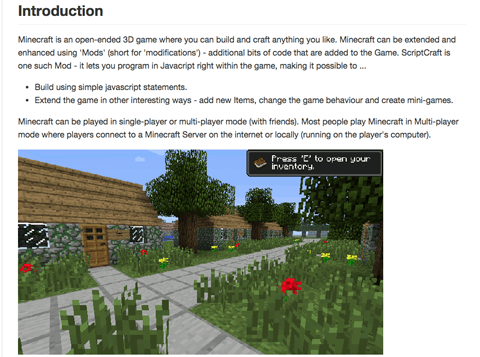 Introduction
Minecraft is an open-ended 3D game where you can build and craft anything you like. Minecraft can be extended and
enhanced using 'Mods' (short for 'modifications') - additional bits of code that are added to the Game. ScriptCraft is
one such Mod - it lets you program in Javacript right within the game, making it possible to ...
• Build using simple javascript statements.
• Extend the game in other interesting ways - add new Items, change the game behaviour and create mini-games.
Minecraft can be played in single-player or multi-player mode (with friends). Most people play Minecraft in Multi-player
mode where players connect to a Minecraft Server on the internet or locally (running on the player's computer).
Press 'E' to open your
inventory.